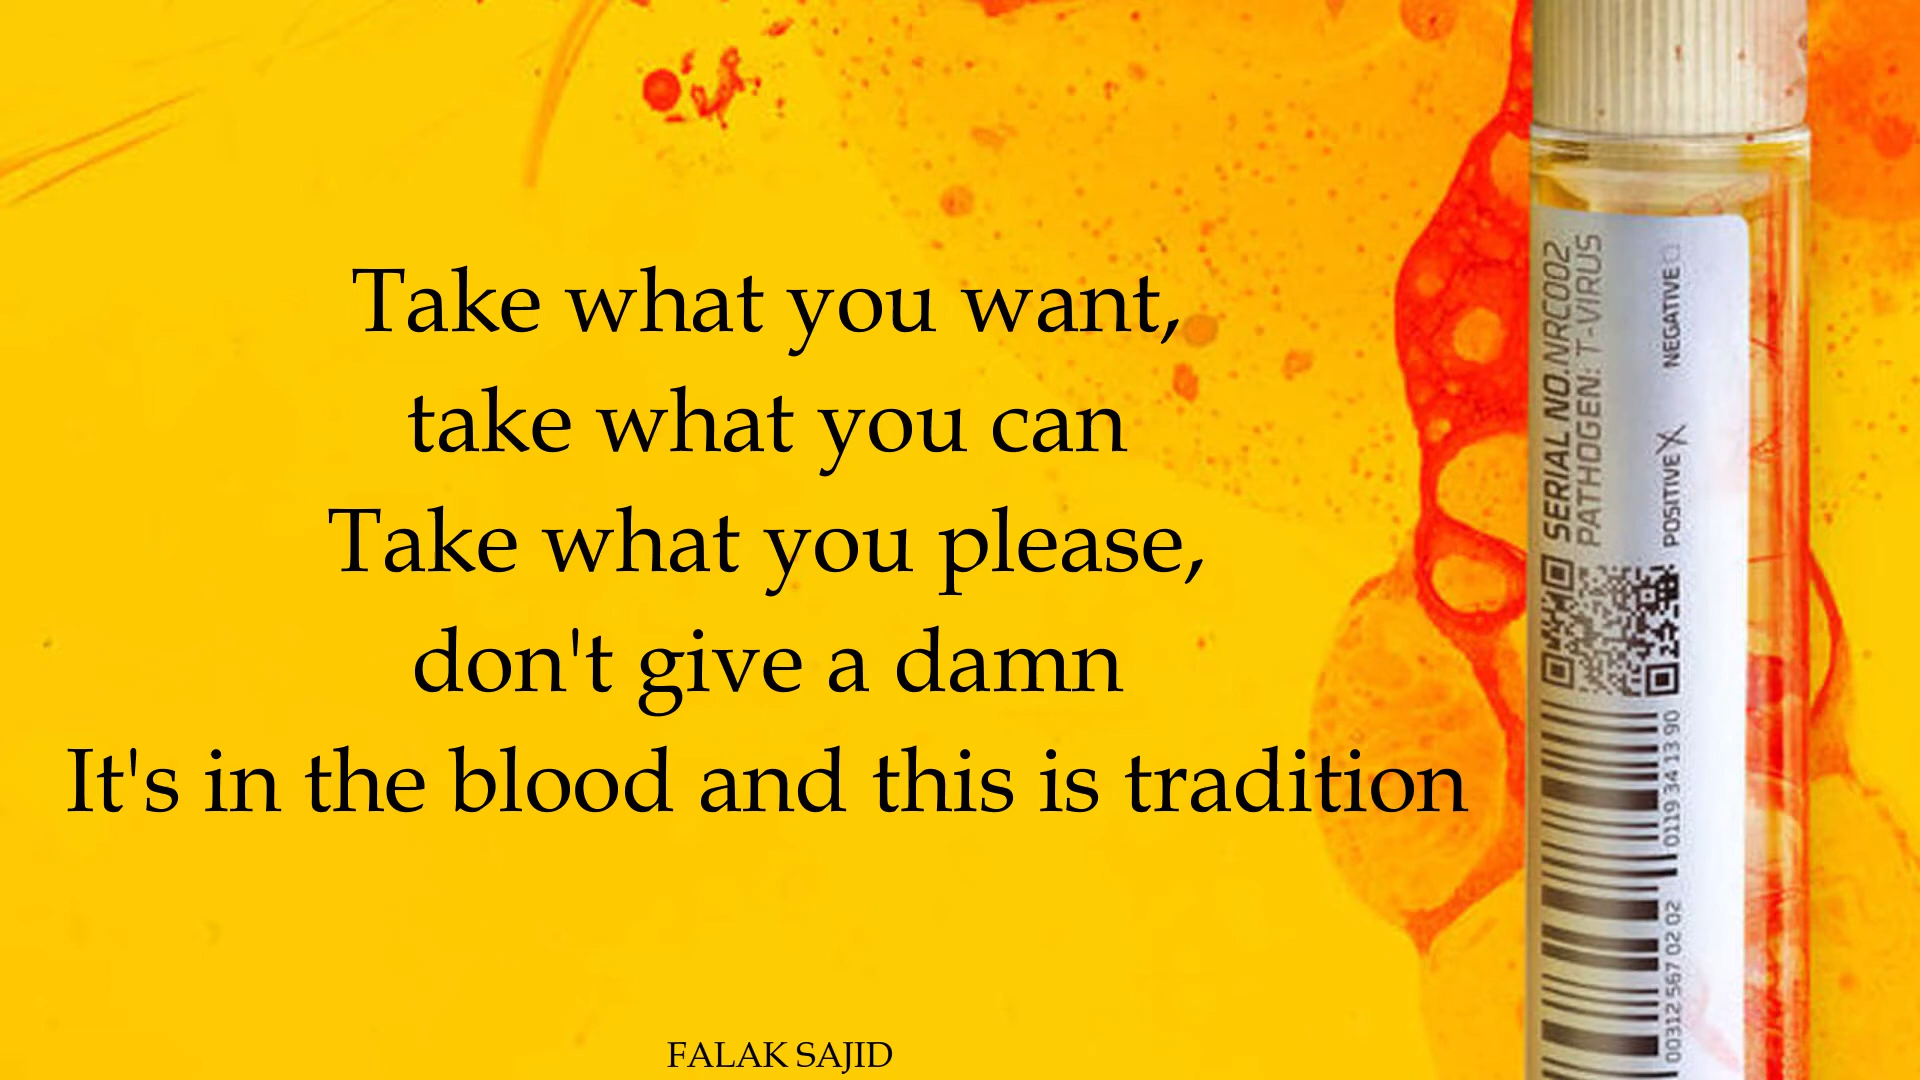 Take what you want,
take what you can
Take what you please,
don't give a damn
It's in the blood and this is tradition
FALAK SAJID
SERIAL NO.NRC002
PATHOGEN: T-VIRUS
POSITIVE X NEGATIVE
0119 34 13 90
00312 567 02 02